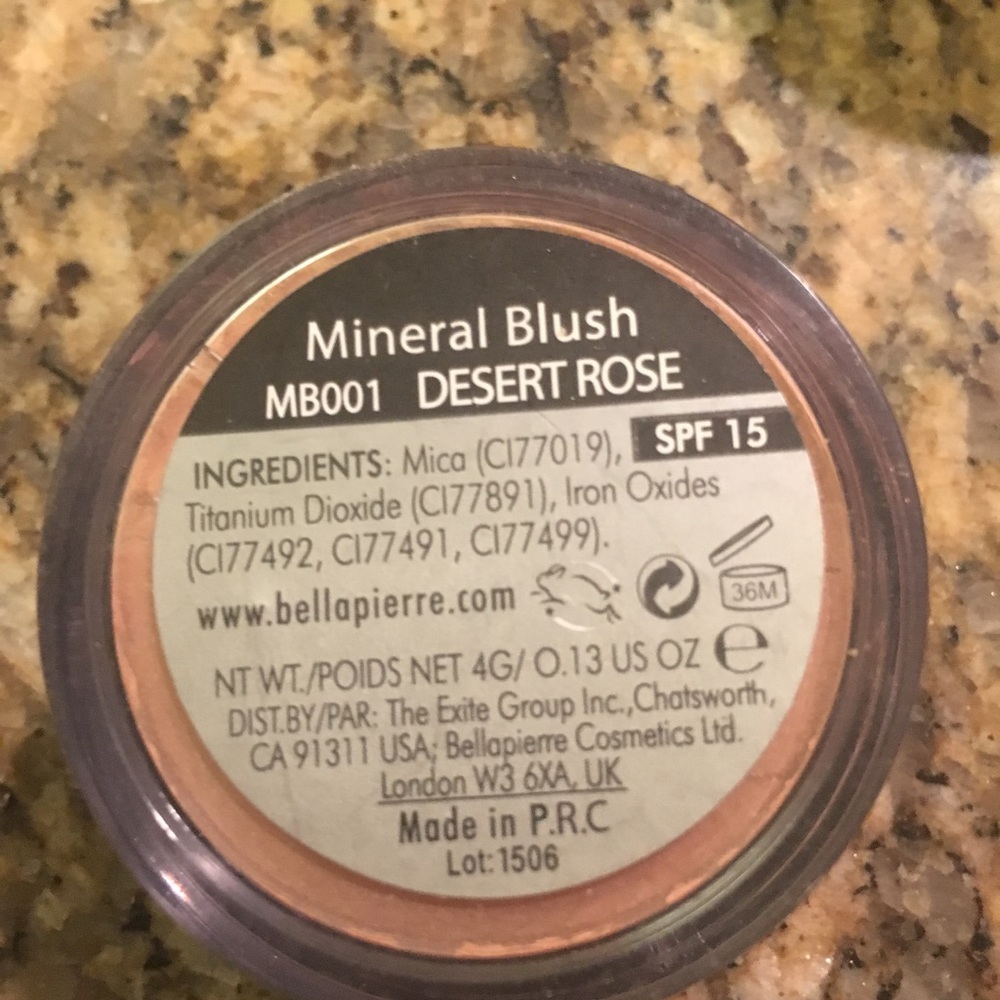 Mineral Blush
MB001 DESERT ROSE
SPF 15
INGREDIENTS: Mica (CI77019),
Titanium Dioxide (CI77891), Iron Oxides
(CI77492, CI77491, CI77499).
www.bellapierre.com
36M
NT WT./POIDS NET 4G/ 0.13 US OZ e
DIST.BY/PAR: The Exite Group Inc.,Chatsworth,
CA 91311 USA; Bellapierre Cosmetics Ltd.
London W3 6XA, UK
Made in P.R.C
Lot: 1506